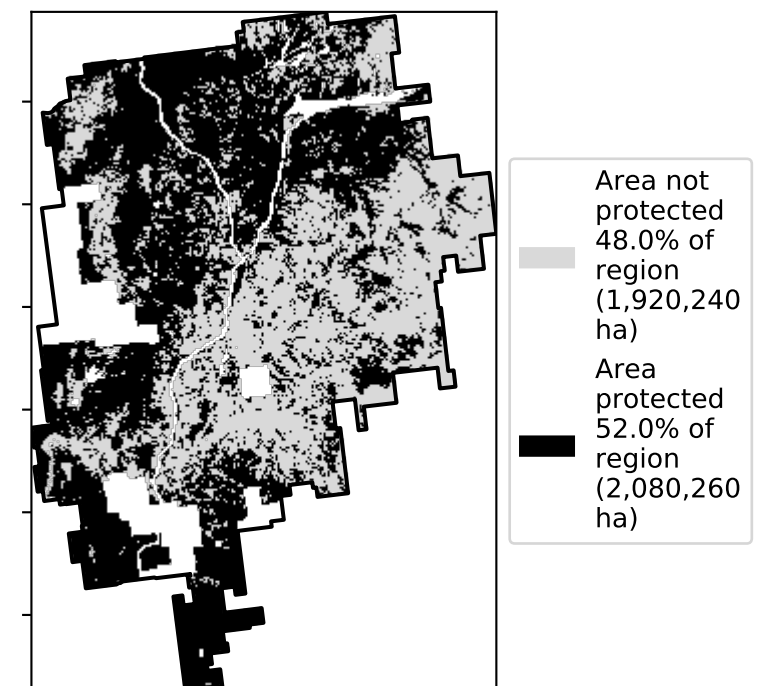 Area not
protected
48.0% of
region
(1,920,240
ha)
Area
protected
52.0% of
region
(2,080,260
ha)